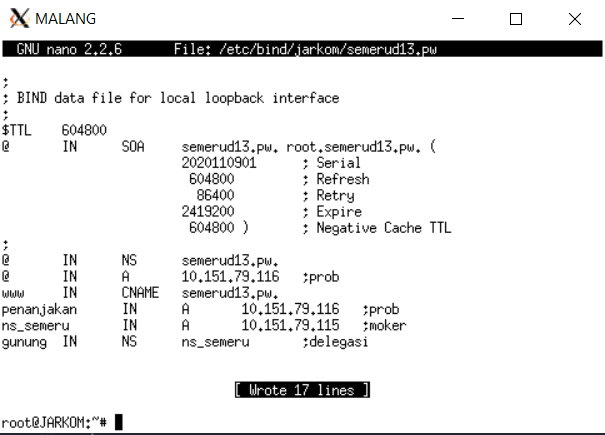 MALANG
GNU nano 2.2.6 File: /etc/bind/jarkom/semerud13.pw
;
; BIND data file for local loopback interface
;
$TTL 604800
@ IN SOA semerud13.pw. root.semerud13.pw. (
2020110901 ; Serial
604800 ; Refresh
86400 ; Retry
2419200 ; Expire
604800 ) ; Negative Cache TTL
;
@ IN NS semerud13.pw.
@ IN A 10.151.79.116 ;prob
www IN CNAME semerud13.pw.
penanjakan IN A 10.151.79.116 ;prob
ns_semeru IN A 10.151.79.115 ;moker
gunung IN NS ns_semeru ;delegasi
[ Wrote 17 lines ]
root@JARKOM:~#